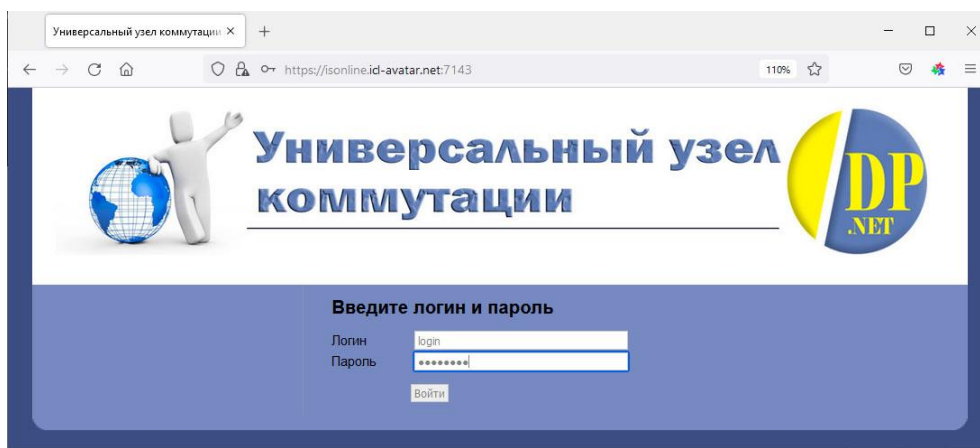 Универсальный узел коммутации
https://isonline.id-avatar.net:7143
110%
Универсальный узел
коммутации
DP
.NET
Введите логин и пароль
Логин
login
Пароль
Войти